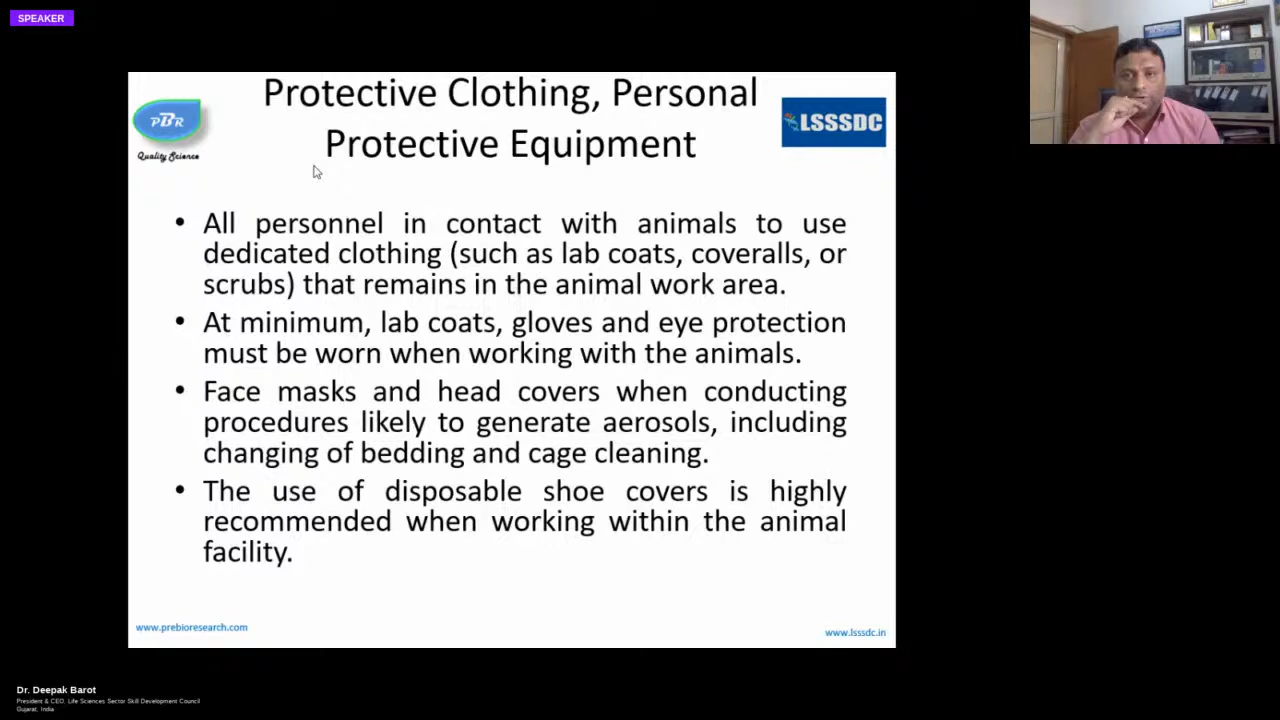 SPEAKER
Protective Clothing, Personal
Protective Equipment
PBR
Quality Science
LSSSDC
• All personnel in contact with animals to use
dedicated clothing (such as lab coats, coveralls, or
scrubs) that remains in the animal work area.
• At minimum, lab coats, gloves and eye protection
must be worn when working with the animals.
• Face masks and head covers when conducting
procedures likely to generate aerosols, including
changing of bedding and cage cleaning.
• The use of disposable shoe covers is highly
recommended when working within the animal
facility.
www.prebioresearch.com
www.lsssdc.in
Dr. Deepak Barot
President & CEO, Life Sciences Sector Skill Development Council
Gujarat, India